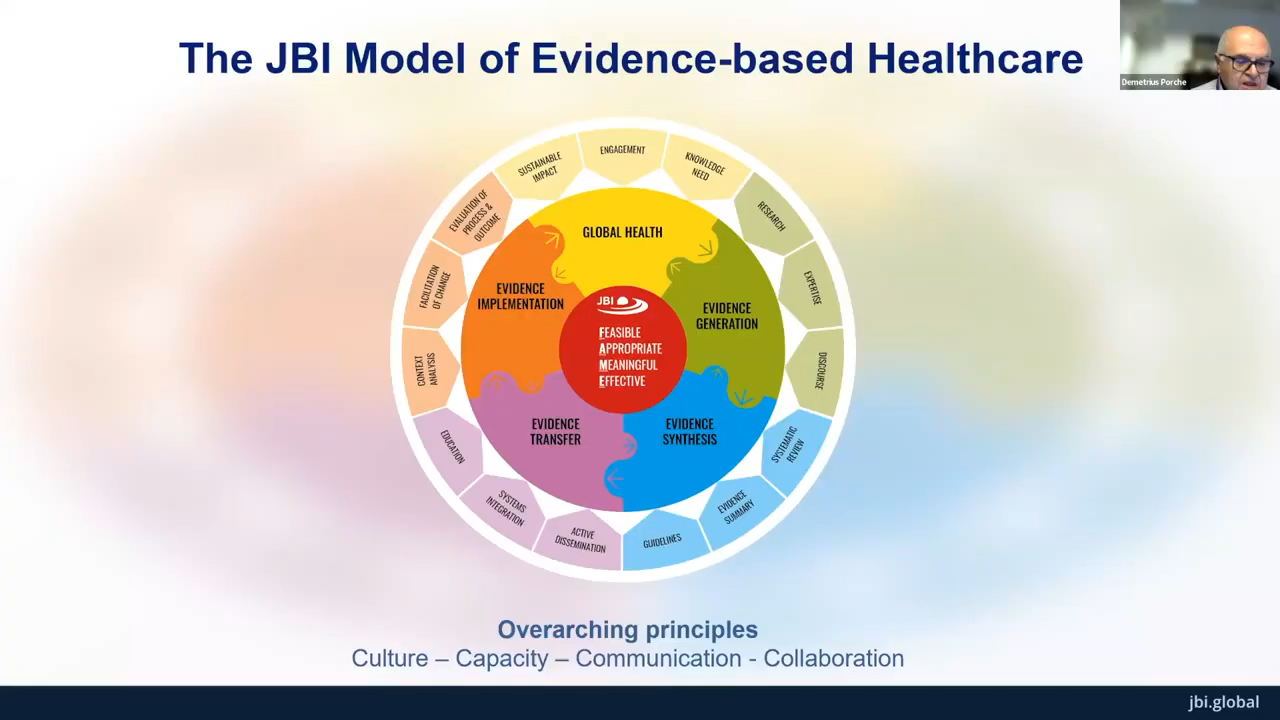 The JBI Model of Evidence-based Healthcare
Demetrius Porche
ENGAGEMENT
KNOWLEDGE
NEED
RESEARCH
EXPERTISE
DISCOURSE
SYSTEMATIC
REVIEW
EVIDENCE
SUMMARY
GUIDELINES
ACTIVE
DISSEMINATION
SYSTEMS
INTEGRATION
EDUCATION
CONTEXT
ANALYSIS
FACILITATION
OF CHANGE
EVALUATION OF
PROCESS &
OUTCOME
SUSTAINABLE
IMPACT
GLOBAL HEALTH
EVIDENCE
GENERATION
EVIDENCE
SYNTHESIS
EVIDENCE
TRANSFER
EVIDENCE
IMPLEMENTATION
JBI
FEASIBLE
APPROPRIATE
MEANINGFUL
EFFECTIVE
Overarching principles
Culture – Capacity – Communication - Collaboration
jbi.global